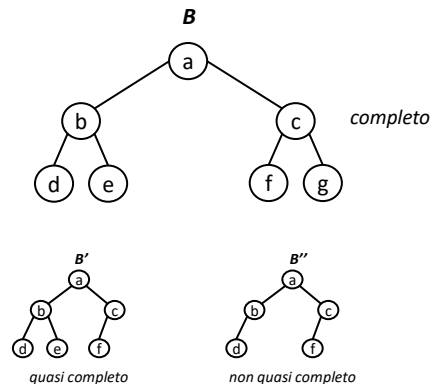 B
a
b c completo
d e f g
B' B''
a a
b c b c
d e f d f
quasi completo non quasi completo